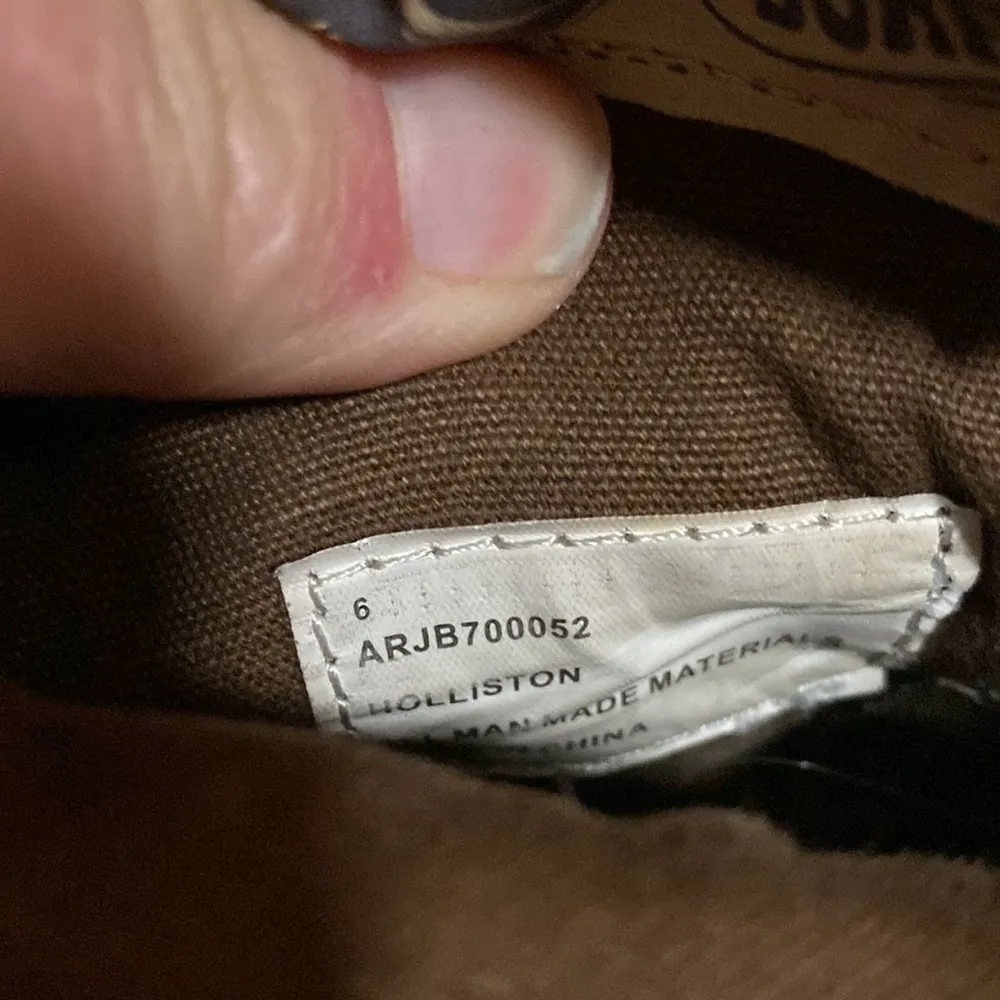 6
ARJB700052
HOLLISTON
MAN MADE MATERIALS
CHINA